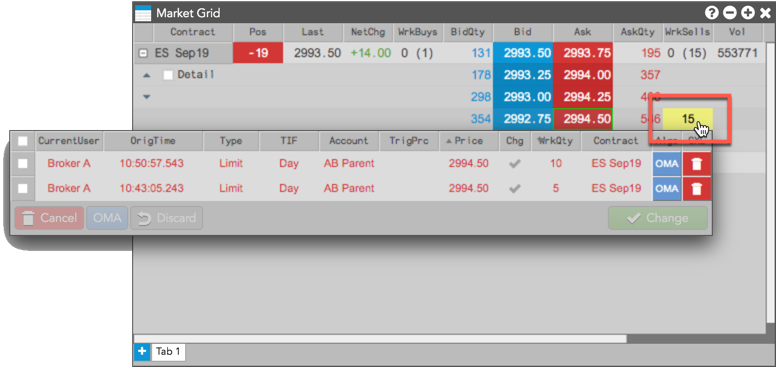 Market Grid
Contract Pos Last NetChg WrkBuys BidQty Bid Ask AskQty WrkSells Vol
ES Sep19 -19 2993.50 +14.00 0 (1) 131 2993.50 2993.75 195 0 (15) 553771
Detail 178 2993.25 2994.00 357
298 2993.00 2994.25
354 2992.75 2994.50 15
CurrentUser OrigTime Type TIF Account TrigPrc Price Chg WrkQty Contract
Broker A 10:50:57.543 Limit Day AB Parent 2994.50 10 ES Sep19 OMA
Broker A 10:43:05.243 Limit Day AB Parent 2994.50 5 ES Sep19 OMA
Cancel OMA Discard Change
Tab 1